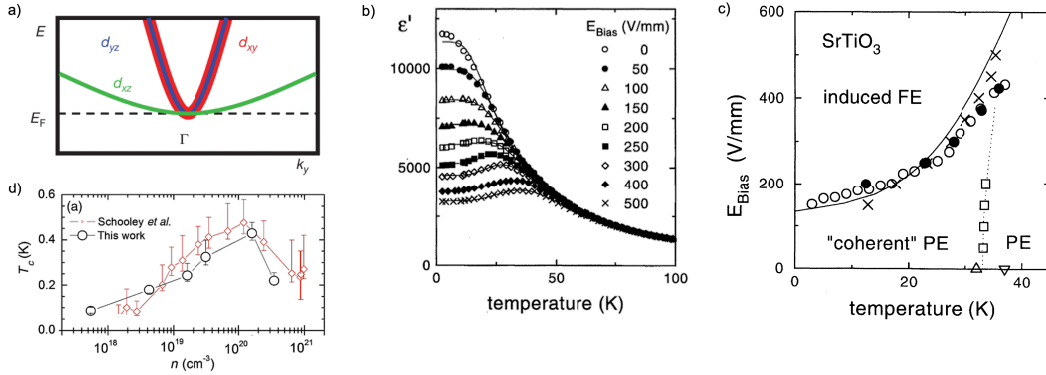 a)
E
d_yz
d_xy
d_xz
E_F
Γ
k_y
b)
ε'
E_Bias (V/mm)
0
50
100
150
200
250
300
400
500
10000
5000
0
0 25 50 75 100
temperature (K)
c)
SrTiO₃
induced FE
"coherent" PE
PE
E_Bias (V/mm)
600
400
200
0
0 20 40
temperature (K)
d)
(a)
Schooley et al.
This work
T_c (K)
0.6
0.4
0.2
0.0
10^18 10^19 10^20 10^21
n (cm^-3)